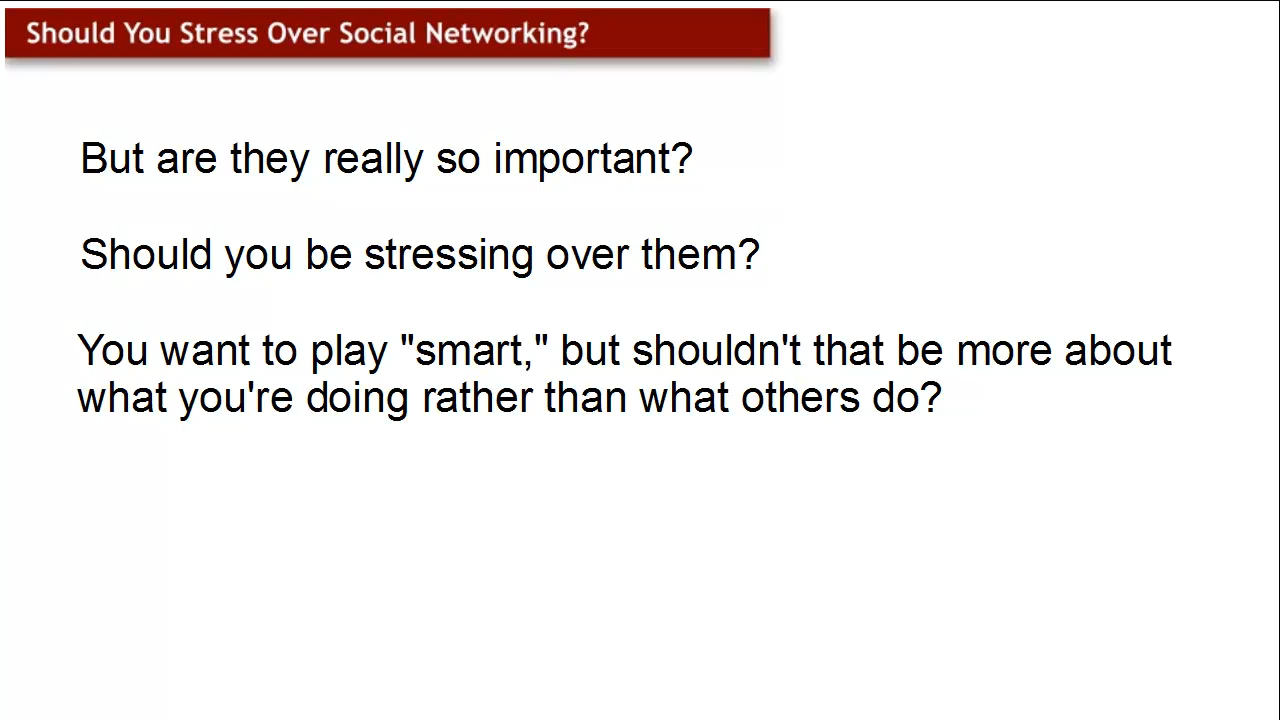 Should You Stress Over Social Networking?
But are they really so important?
Should you be stressing over them?
You want to play "smart," but shouldn't that be more about
what you're doing rather than what others do?